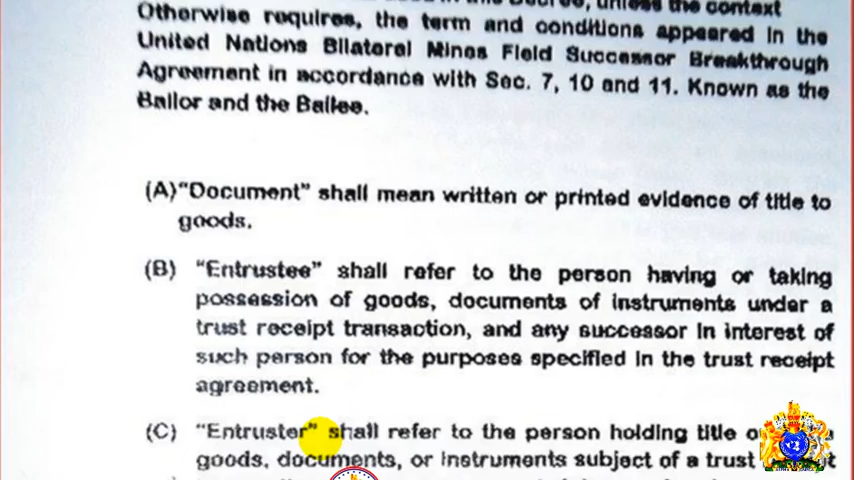 Decree, unless the context
Otherwise requires, the term and conditions appeared in the
United Nations Bilateral Mines Field Successor Breakthrough
Agreement in accordance with Sec. 7, 10 and 11. Known as the
Bailor and the Bailee.
(A) "Document" shall mean written or printed evidence of title to
goods.
(B) "Entrustee" shall refer to the person having or taking
possession of goods, documents of instruments under a
trust receipt transaction, and any successor in interest of
such person for the purposes specified in the trust receipt
agreement.
(C) "Entruster" shall refer to the person holding title
goods, documents, or instruments subject of a trust